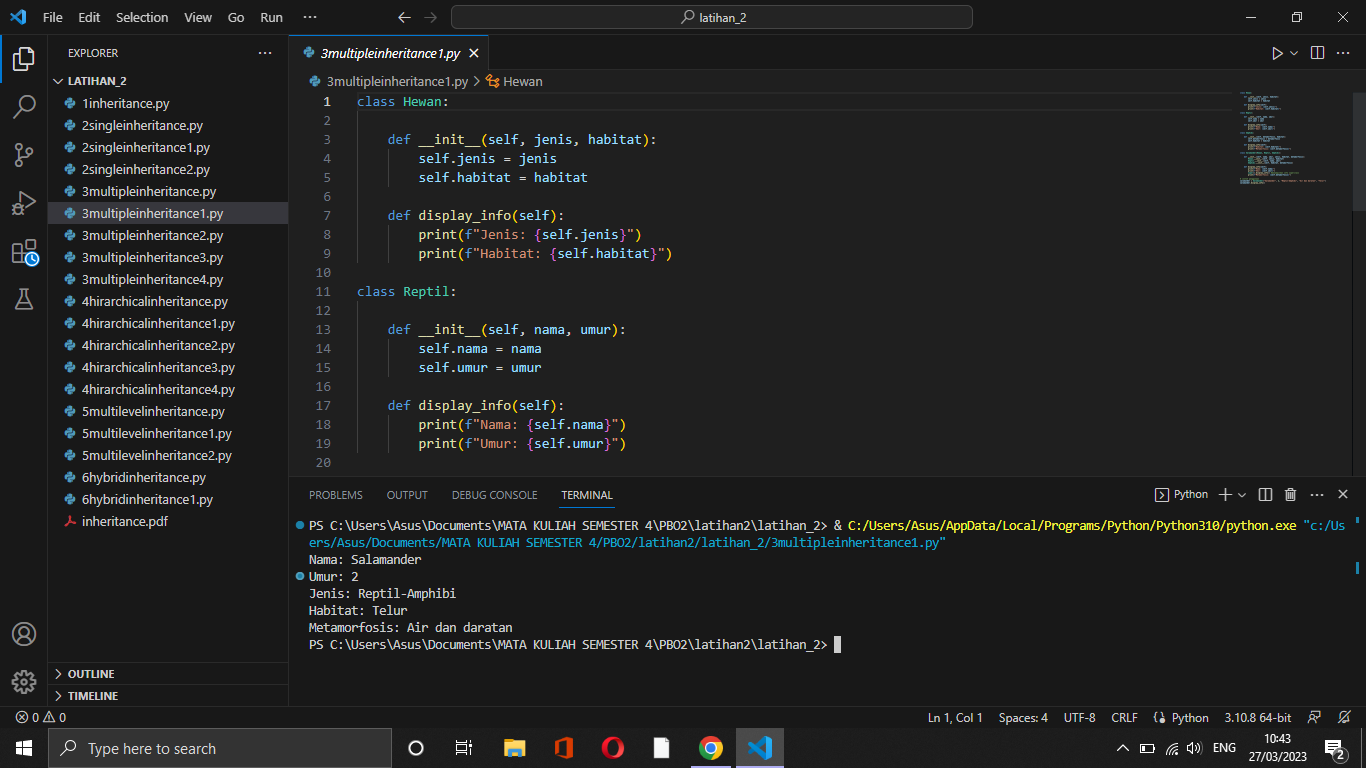 File Edit Selection View Go Run ···
latihan_2
EXPLORER ···
LATIHAN_2
1inheritance.py
2singleinheritance.py
2singleinheritance1.py
2singleinheritance2.py
3multipleinheritance.py
3multipleinheritance1.py
3multipleinheritance2.py
3multipleinheritance3.py
3multipleinheritance4.py
4hirarchicalinheritance.py
4hirarchicalinheritance1.py
4hirarchicalinheritance2.py
4hirarchicalinheritance3.py
4hirarchicalinheritance4.py
5multilevelinheritance.py
5multilevelinheritance1.py
5multilevelinheritance2.py
6hybridinheritance.py
6hybridinheritance1.py
inheritance.pdf
OUTLINE
TIMELINE
3multipleinheritance1.py
3multipleinheritance1.py > Hewan
1 class Hewan:
2
3 def __init__(self, jenis, habitat):
4 self.jenis = jenis
5 self.habitat = habitat
6
7 def display_info(self):
8 print(f"Jenis: {self.jenis}")
9 print(f"Habitat: {self.habitat}")
10
11 class Reptil:
12
13 def __init__(self, nama, umur):
14 self.nama = nama
15 self.umur = umur
16
17 def display_info(self):
18 print(f"Nama: {self.nama}")
19 print(f"Umur: {self.umur}")
20
PROBLEMS OUTPUT DEBUG CONSOLE TERMINAL
Python
PS C:\Users\Asus\Documents\MATA KULIAH SEMESTER 4\PBO2\latihan2\latihan_2> & C:/Users/Asus/AppData/Local/Programs/Python/Python310/python.exe "c:/Us
ers/Asus/Documents/MATA KULIAH SEMESTER 4/PBO2/latihan2/latihan_2/3multipleinheritance1.py"
Nama: Salamander
Umur: 2
Jenis: Reptil-Amphibi
Habitat: Telur
Metamorfosis: Air dan daratan
PS C:\Users\Asus\Documents\MATA KULIAH SEMESTER 4\PBO2\latihan2\latihan_2>
0 0 Ln 1, Col 1 Spaces: 4 UTF-8 CRLF Python 3.10.8 64-bit
Type here to search
ENG
10:43
27/03/2023
2